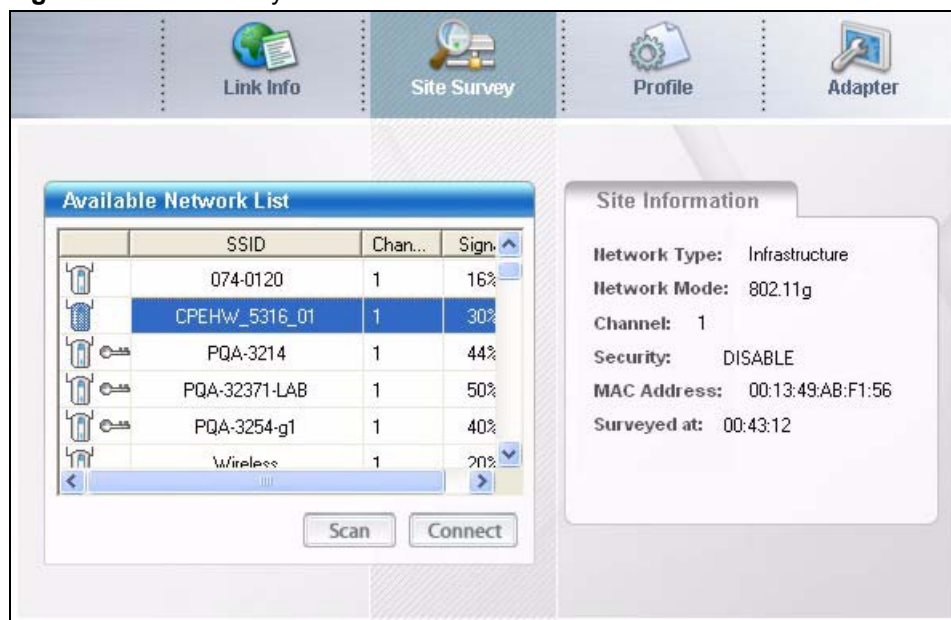 Link Info
Site Survey
Profile
Adapter
Available Network List
SSID Chan... Sign
074-0120 1 16%
CPEHW_5316_01 1 30%
PQA-3214 1 44%
PQA-32371-LAB 1 50%
PQA-3254-g1 1 40%
Wireless 1 20%
Scan
Connect
Site Information
Network Type: Infrastructure
Network Mode: 802.11g
Channel: 1
Security: DISABLE
MAC Address: 00:13:49:AB:F1:56
Surveyed at: 00:43:12